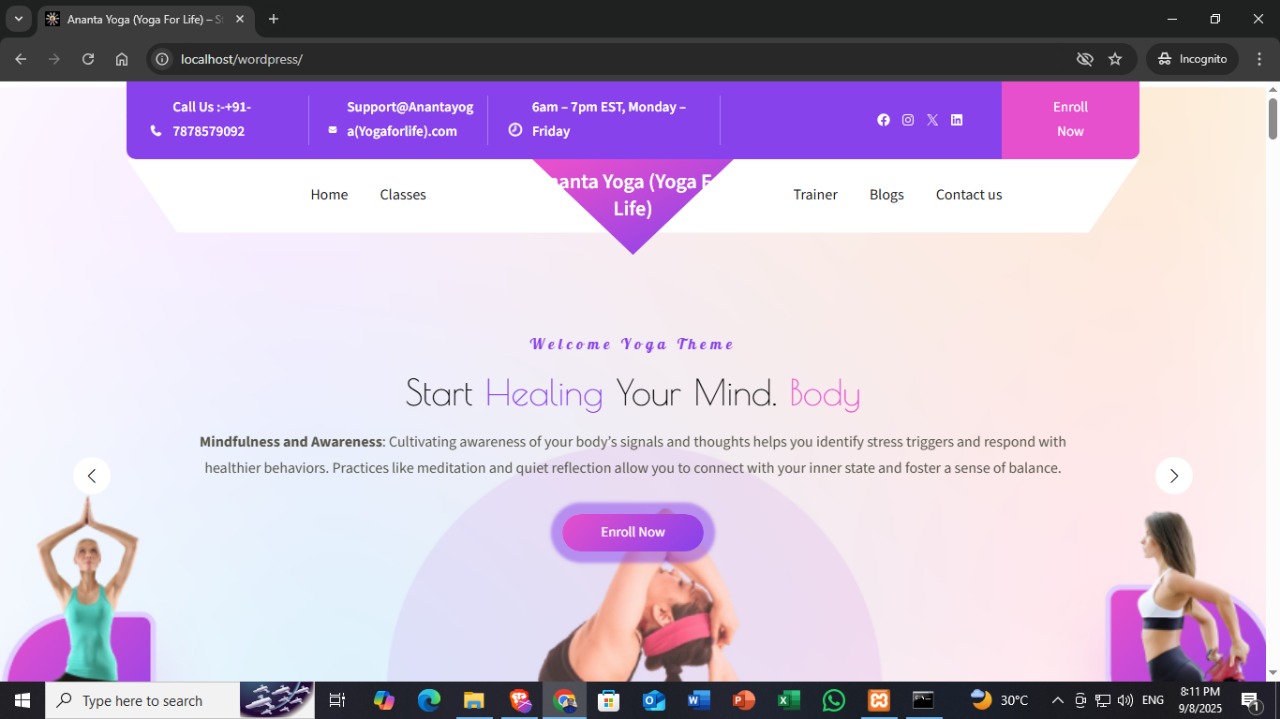 Ananta Yoga (Yoga For Life) – S
localhost/wordpress/
Incognito
Call Us :-+91-
7878579092
Support@Anantayog
a(Yogaforlife).com
6am – 7pm EST, Monday –
Friday
Enroll
Now
Home
Classes
nanta Yoga (Yoga F
Life)
Trainer
Blogs
Contact us
Welcome Yoga Theme
Start Healing Your Mind. Body
Mindfulness and Awareness: Cultivating awareness of your body’s signals and thoughts helps you identify stress triggers and respond with
healthier behaviors. Practices like meditation and quiet reflection allow you to connect with your inner state and foster a sense of balance.
Enroll Now
Type here to search
30°C
ENG
8:11 PM
9/8/2025
1